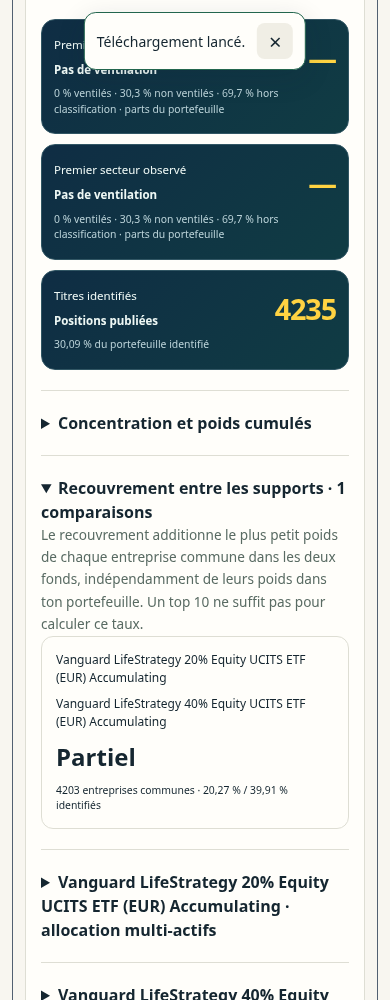 Téléchargement lancé. ✕
Premi
Pas de ventilation
—
0 % ventilés · 30,3 % non ventilés · 69,7 % hors
classification · parts du portefeuille
Premier secteur observé
Pas de ventilation
—
0 % ventilés · 30,3 % non ventilés · 69,7 % hors
classification · parts du portefeuille
Titres identifiés
Positions publiées
4235
30,09 % du portefeuille identifié
▶ Concentration et poids cumulés
▼ Recouvrement entre les supports · 1
comparaisons
Le recouvrement additionne le plus petit poids
de chaque entreprise commune dans les deux
fonds, indépendamment de leurs poids dans
ton portefeuille. Un top 10 ne suffit pas pour
calculer ce taux.
Vanguard LifeStrategy 20% Equity UCITS ETF
(EUR) Accumulating
Vanguard LifeStrategy 40% Equity UCITS ETF
(EUR) Accumulating
Partiel
4203 entreprises communes · 20,27 % / 39,91 %
identifiés
▶ Vanguard LifeStrategy 20% Equity
UCITS ETF (EUR) Accumulating ·
allocation multi-actifs
▶ Vanguard LifeStrategy 40% Equity